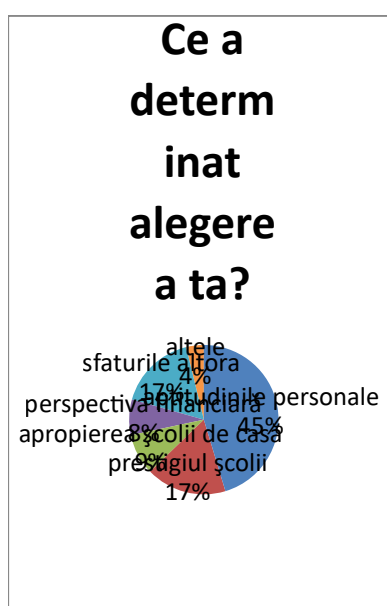 Ce a
determ
inat
alegere
a ta?
altele
4%
sfaturile altora
17%
aptitudinile personale
45%
perspectiva financiară
8%
apropierea școlii de casă
9%
prestigiul școlii
17%